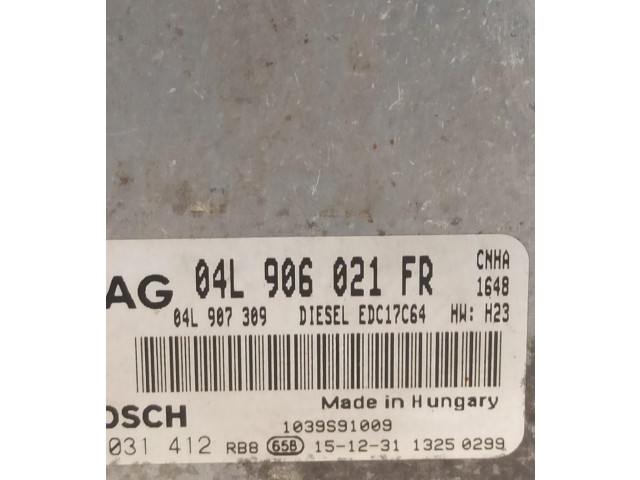 AG 04L 906 021 FR CNHA
1648
04L 907 309 DIESEL EDC17C64 HW: H23
OSCH Made in Hungary
1039S91009
031 412 RB8 65B 15-12-31 1325 0299